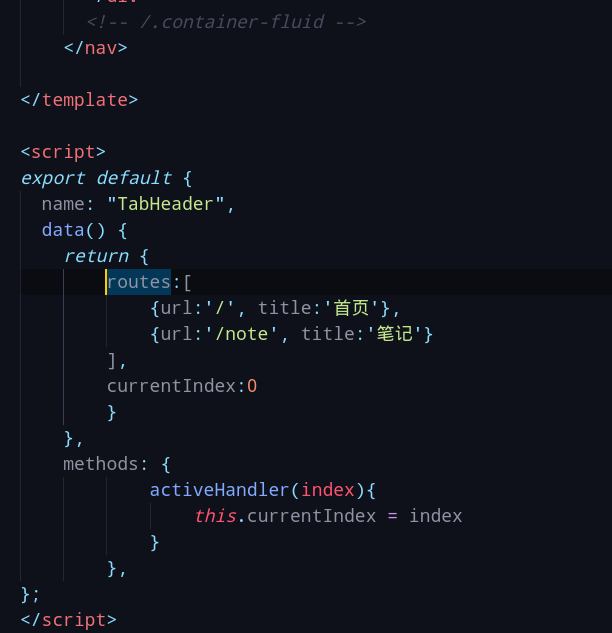 <!-- /.container-fluid -->
</nav>
</template>
<script>
export default {
name: "TabHeader",
data() {
return {
routes:[
{url:'/', title:'首页'},
{url:'/note', title:'笔记'}
],
currentIndex:0
}
},
methods: {
activeHandler(index){
this.currentIndex = index
}
},
};
</script>